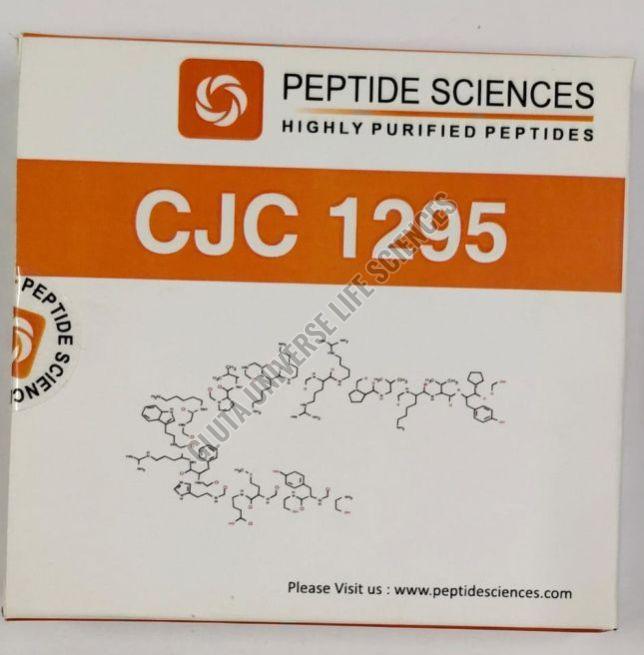 PEPTIDE SCIENCES
HIGHLY PURIFIED PEPTIDES
CJC 1295
PEPTIDE SCIENC
GLUTA UNIVERSE LIFE SCIENCES
Please Visit us : www.peptidesciences.com